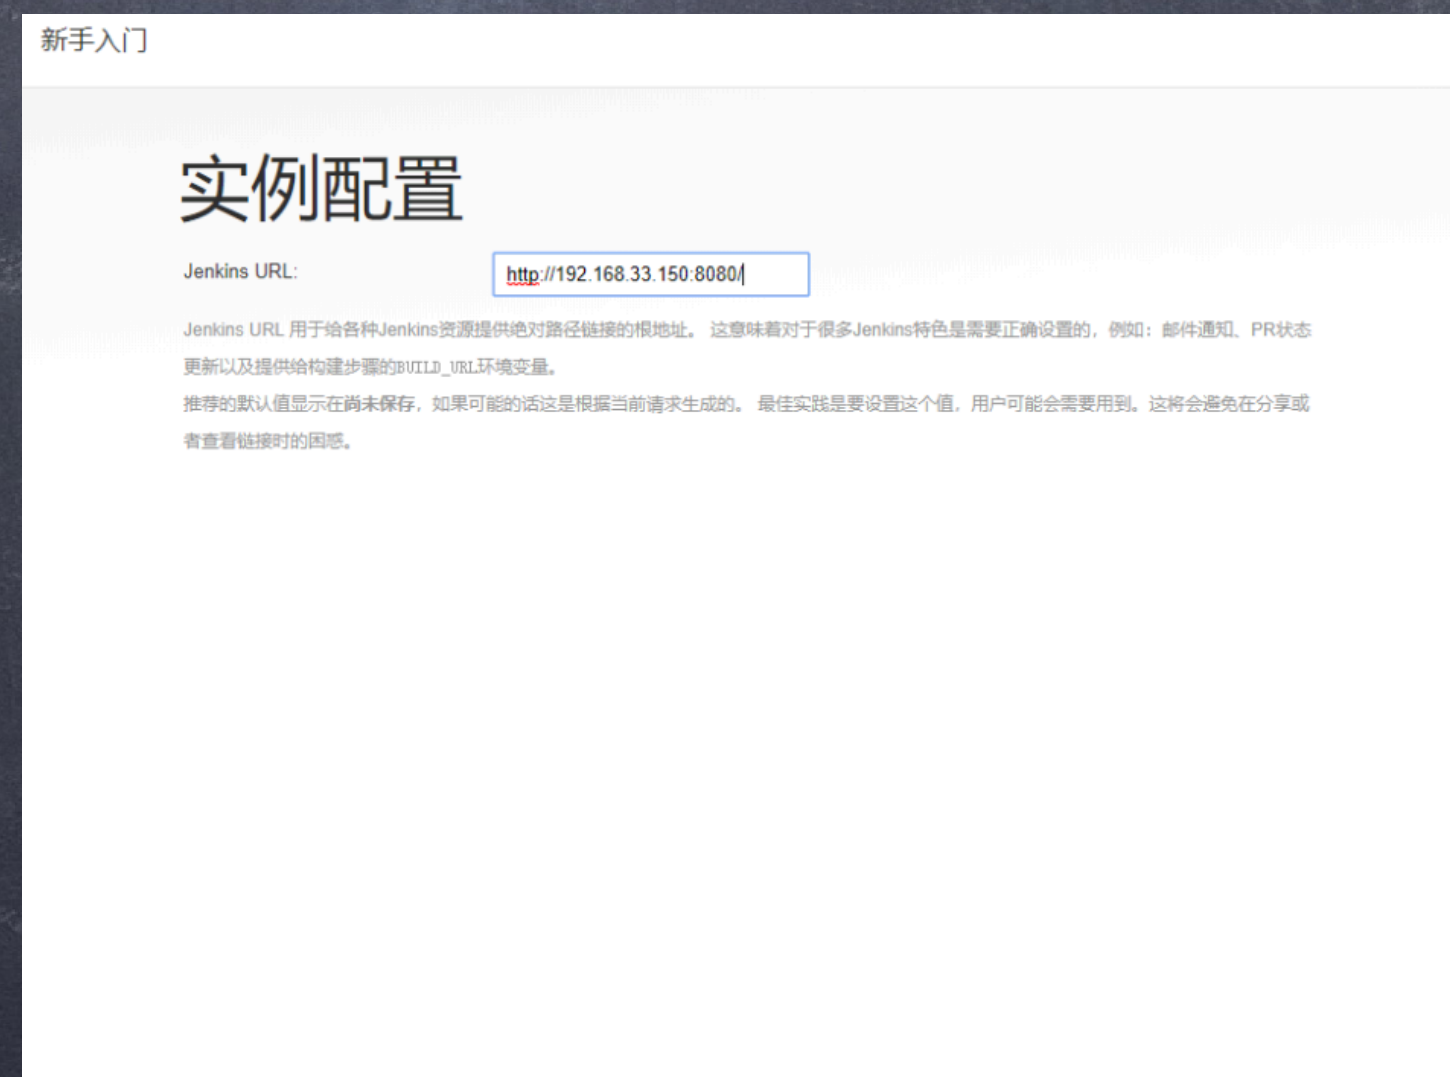 新手入门
实例配置
Jenkins URL:
http://192.168.33.150:8080/
Jenkins URL 用于给各种Jenkins资源提供绝对路径链接的根地址。 这意味着对于很多Jenkins特色是需要正确设置的，例如：邮件通知、PR状态
更新以及提供给构建步骤的BUILD_URL环境变量。
推荐的默认值显示在尚未保存，如果可能的话这是根据当前请求生成的。 最佳实践是要设置这个值，用户可能会需要用到。这将会避免在分享或
者查看链接时的困惑。